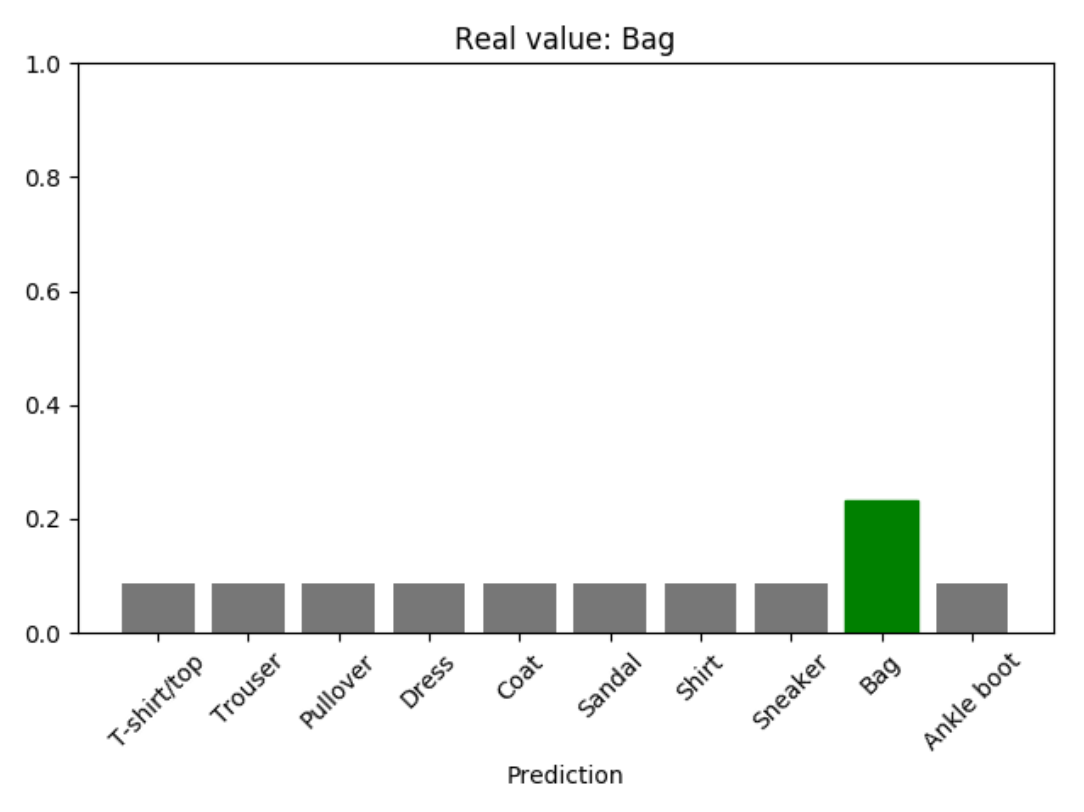 Real value: Bag
1.0
0.8
0.6
0.4
0.2
0.0
T-shirt/top
Trouser
Pullover
Dress
Coat
Sandal
Shirt
Sneaker
Bag
Ankle boot
Prediction